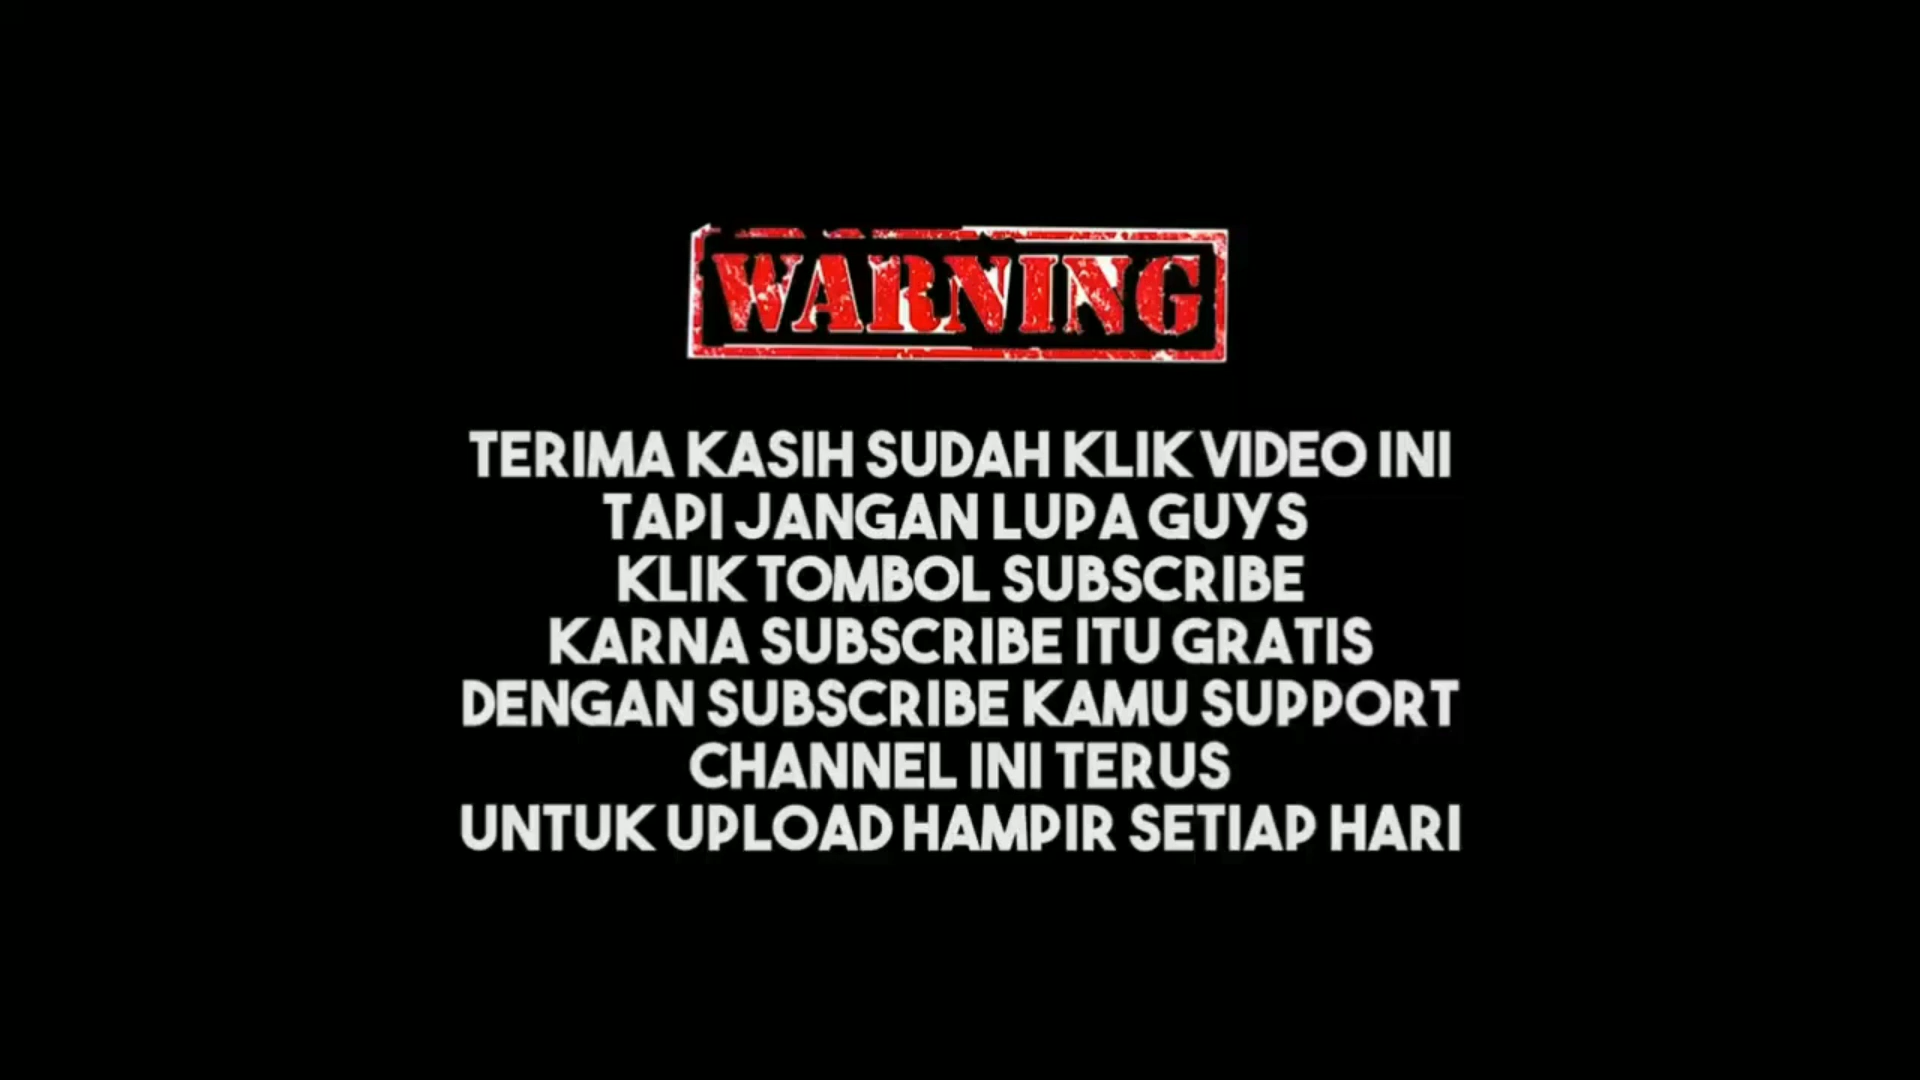 WARNING
TERIMA KASIH SUDAH KLIK VIDEO INI
TAPI JANGAN LUPA GUYS
KLIK TOMBOL SUBSCRIBE
KARNA SUBSCRIBE ITU GRATIS
DENGAN SUBSCRIBE KAMU SUPPORT
CHANNEL INI TERUS
UNTUK UPLOAD HAMPIR SETIAP HARI